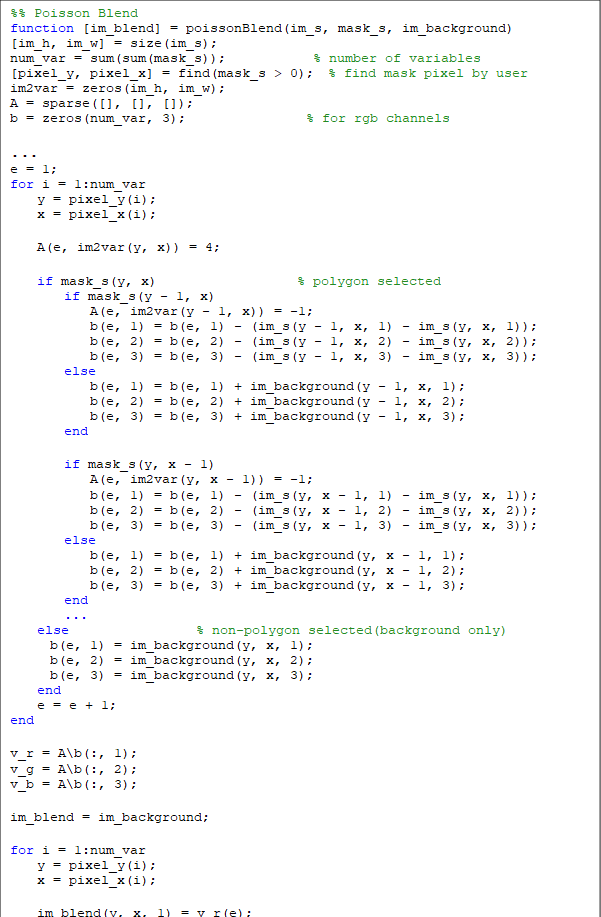 %% Poisson Blend
function [im_blend] = poissonBlend(im_s, mask_s, im_background)
[im_h, im_w] = size(im_s);
num_var = sum(sum(mask_s)); % number of variables
[pixel_y, pixel_x] = find(mask_s > 0); % find mask pixel by user
im2var = zeros(im_h, im_w);
A = sparse([], [], []);
b = zeros(num_var, 3); % for rgb channels
...
e = 1;
for i = 1:num_var
y = pixel_y(i);
x = pixel_x(i);
A(e, im2var(y, x)) = 4;
if mask_s(y, x) % polygon selected
if mask_s(y - 1, x)
A(e, im2var(y - 1, x)) = -1;
b(e, 1) = b(e, 1) - (im_s(y - 1, x, 1) - im_s(y, x, 1));
b(e, 2) = b(e, 2) - (im_s(y - 1, x, 2) - im_s(y, x, 2));
b(e, 3) = b(e, 3) - (im_s(y - 1, x, 3) - im_s(y, x, 3));
else
b(e, 1) = b(e, 1) + im_background(y - 1, x, 1);
b(e, 2) = b(e, 2) + im_background(y - 1, x, 2);
b(e, 3) = b(e, 3) + im_background(y - 1, x, 3);
end
if mask_s(y, x - 1)
A(e, im2var(y, x - 1)) = -1;
b(e, 1) = b(e, 1) - (im_s(y, x - 1, 1) - im_s(y, x, 1));
b(e, 2) = b(e, 2) - (im_s(y, x - 1, 2) - im_s(y, x, 2));
b(e, 3) = b(e, 3) - (im_s(y, x - 1, 3) - im_s(y, x, 3));
else
b(e, 1) = b(e, 1) + im_background(y, x - 1, 1);
b(e, 2) = b(e, 2) + im_background(y, x - 1, 2);
b(e, 3) = b(e, 3) + im_background(y, x - 1, 3);
end
...
else % non-polygon selected(background only)
b(e, 1) = im_background(y, x, 1);
b(e, 2) = im_background(y, x, 2);
b(e, 3) = im_background(y, x, 3);
end
e = e + 1;
end
v_r = A\b(:, 1);
v_g = A\b(:, 2);
v_b = A\b(:, 3);
im_blend = im_background;
for i = 1:num_var
y = pixel_y(i);
x = pixel_x(i);
im_blend(y, x, 1) = v_r(e);